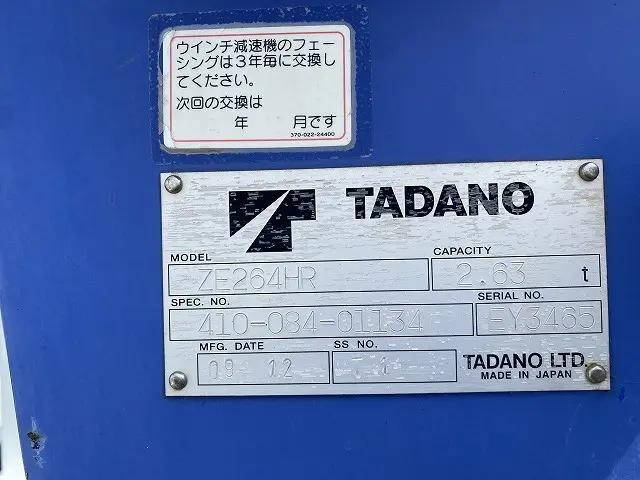 ウインチ減速機のフェー
シングは3年毎に交換し
てください。
次回の交換は
年 月です
370-022-24400
TADANO
MODEL CAPACITY
ZE264HR 2.63 t
SPEC. NO. SERIAL NO.
410-084-01134 EY3465
MFG. DATE SS NO.
09 12
TADANO LTD.
MADE IN JAPAN